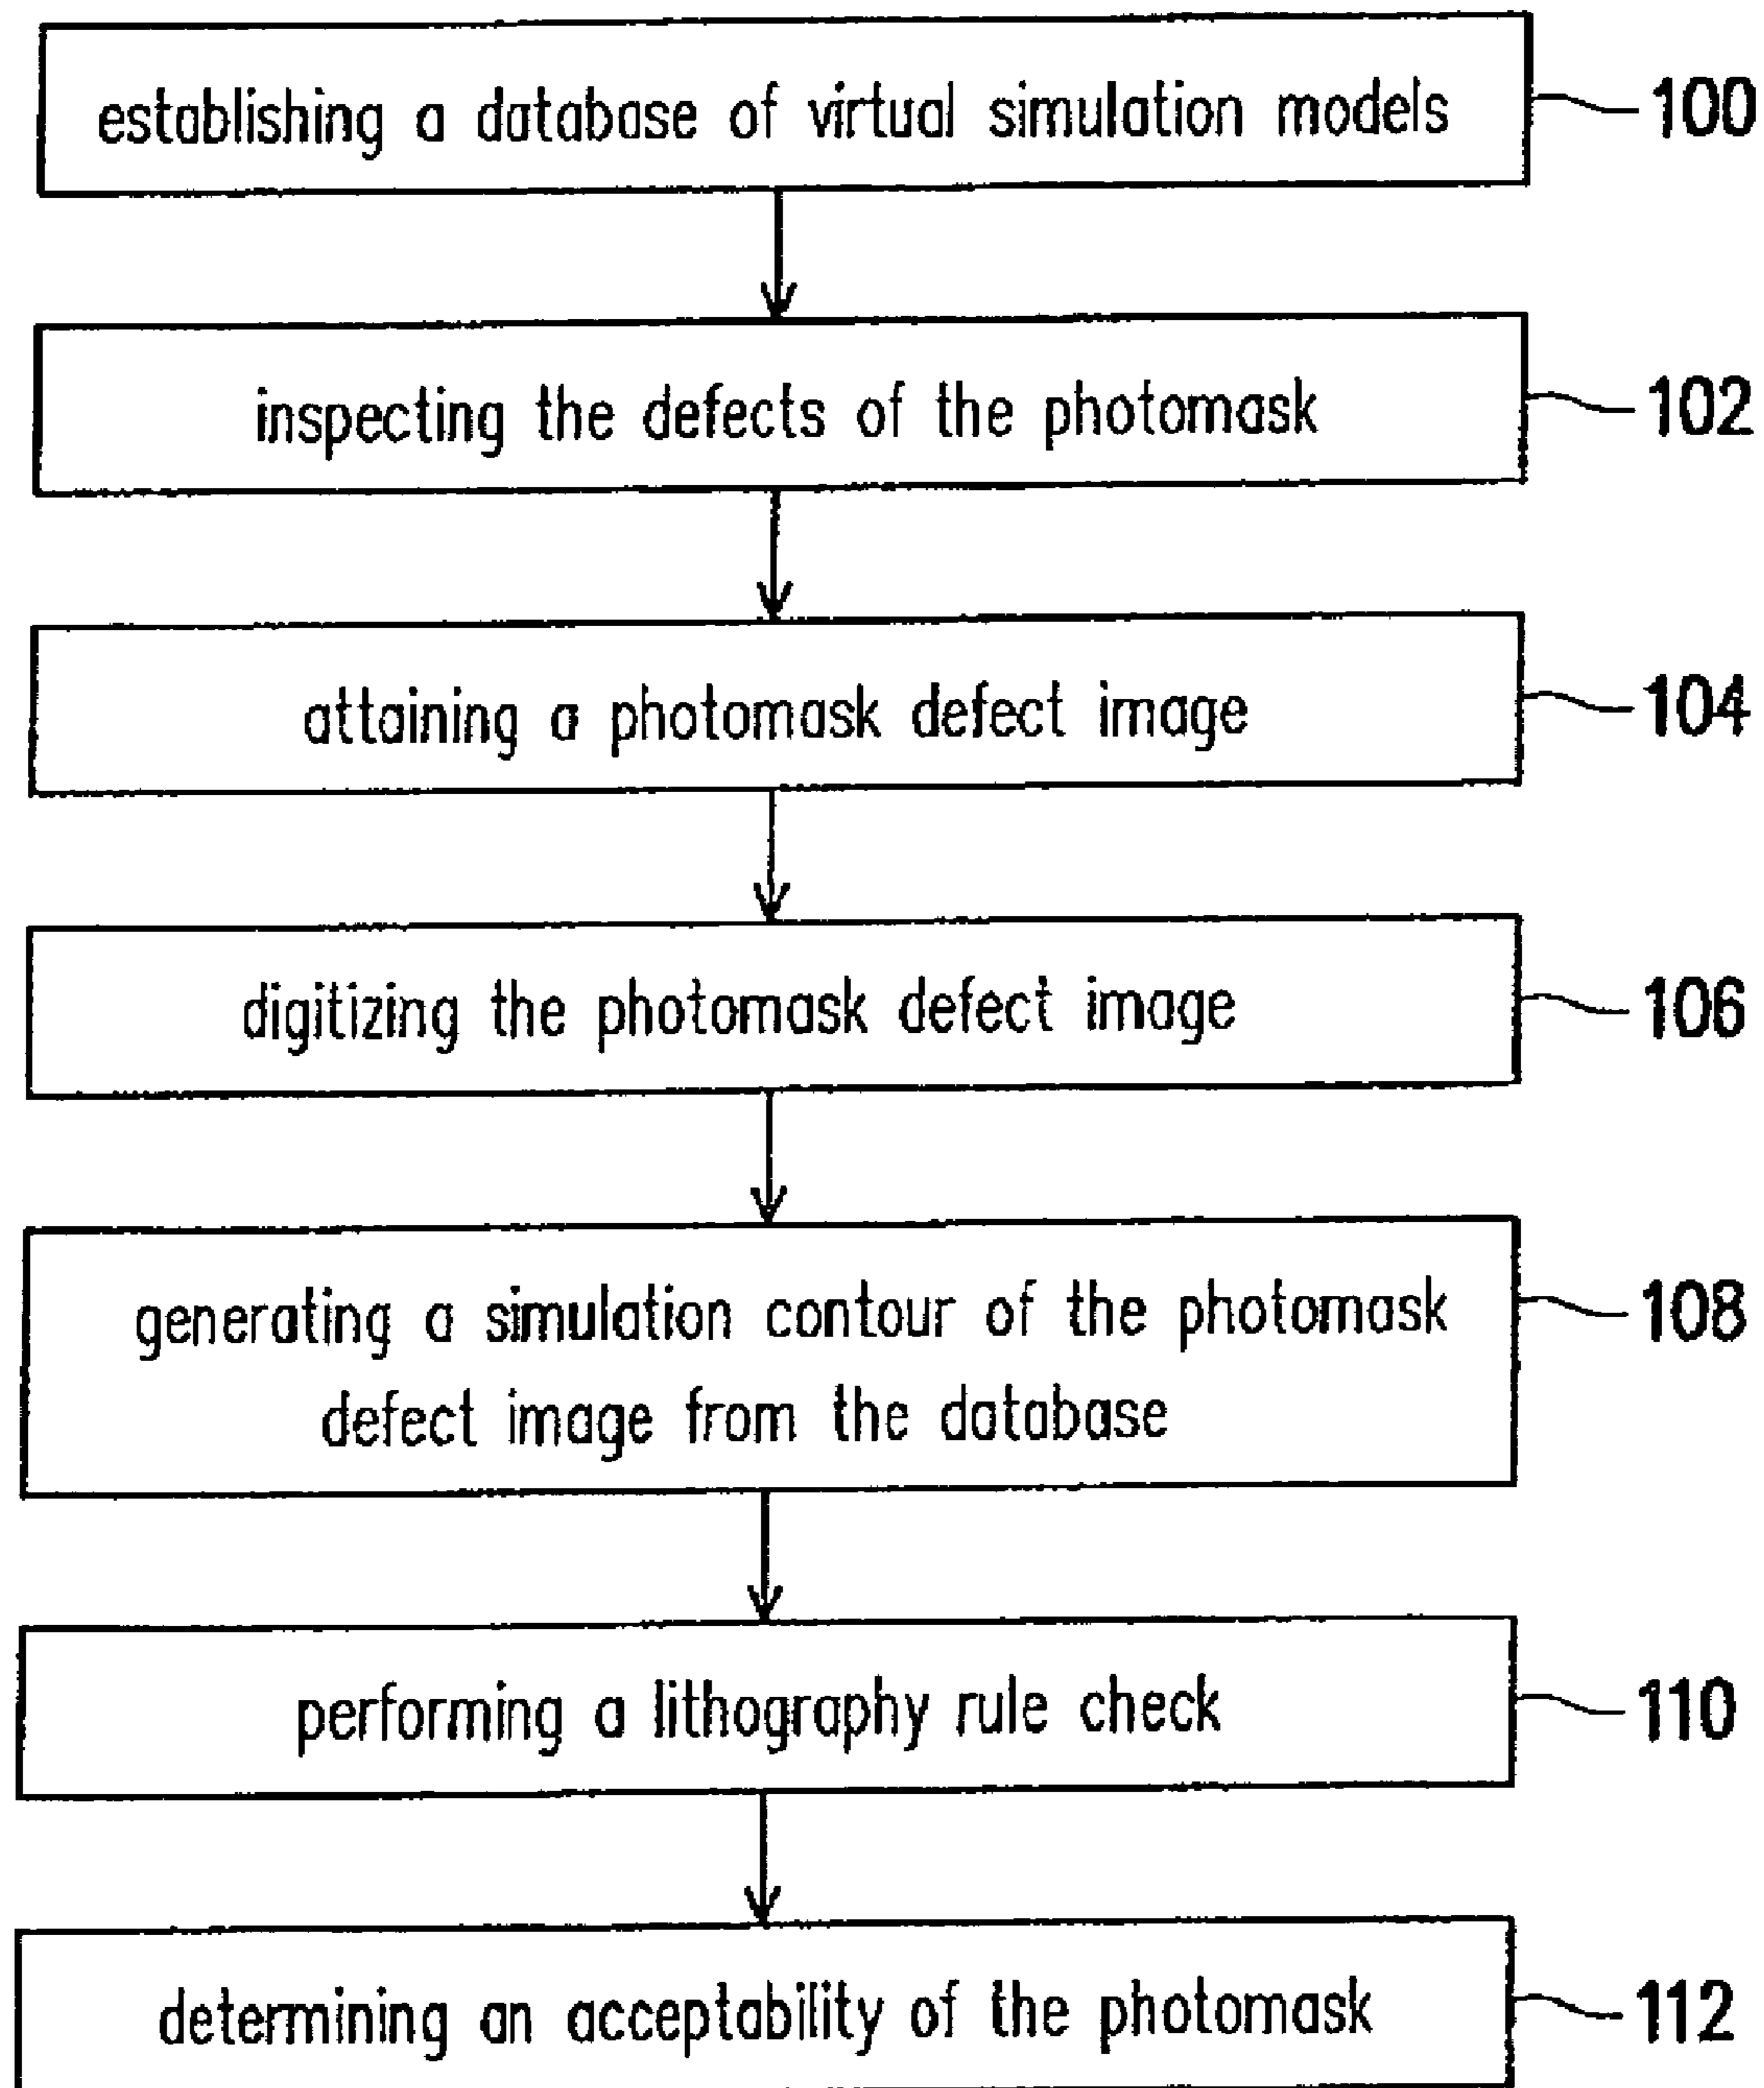 establishing a database of virtual simulation models 100
inspecting the defects of the photomask 102
attaining a photomask defect image 104
digitizing the photomask defect image 106
generating a simulation contour of the photomask 108
defect image from the database
performing a lithography rule check 110
determining an acceptability of the photomask 112